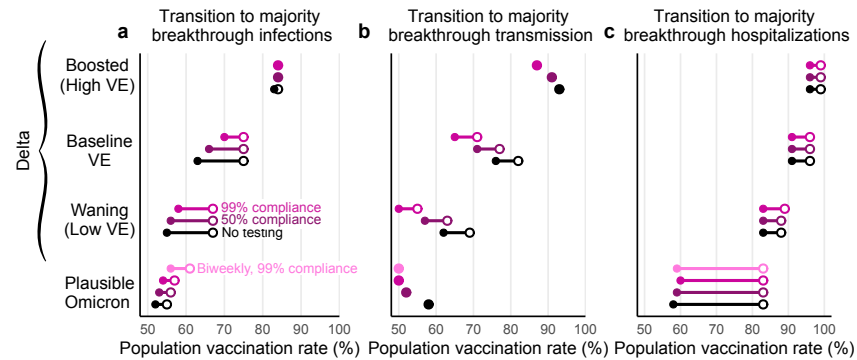 Transition to majority
breakthrough infections
Transition to majority
breakthrough transmission
Transition to majority
breakthrough hospitalizations
a
b
c
Delta
Boosted
(High VE)
Baseline
VE
Waning
(Low VE)
Plausible
Omicron
99% compliance
50% compliance
No testing
Biweekly, 99% compliance
50 60 70 80 90 100
50 60 70 80 90 100
50 60 70 80 90 100
Population vaccination rate (%)
Population vaccination rate (%)
Population vaccination rate (%)